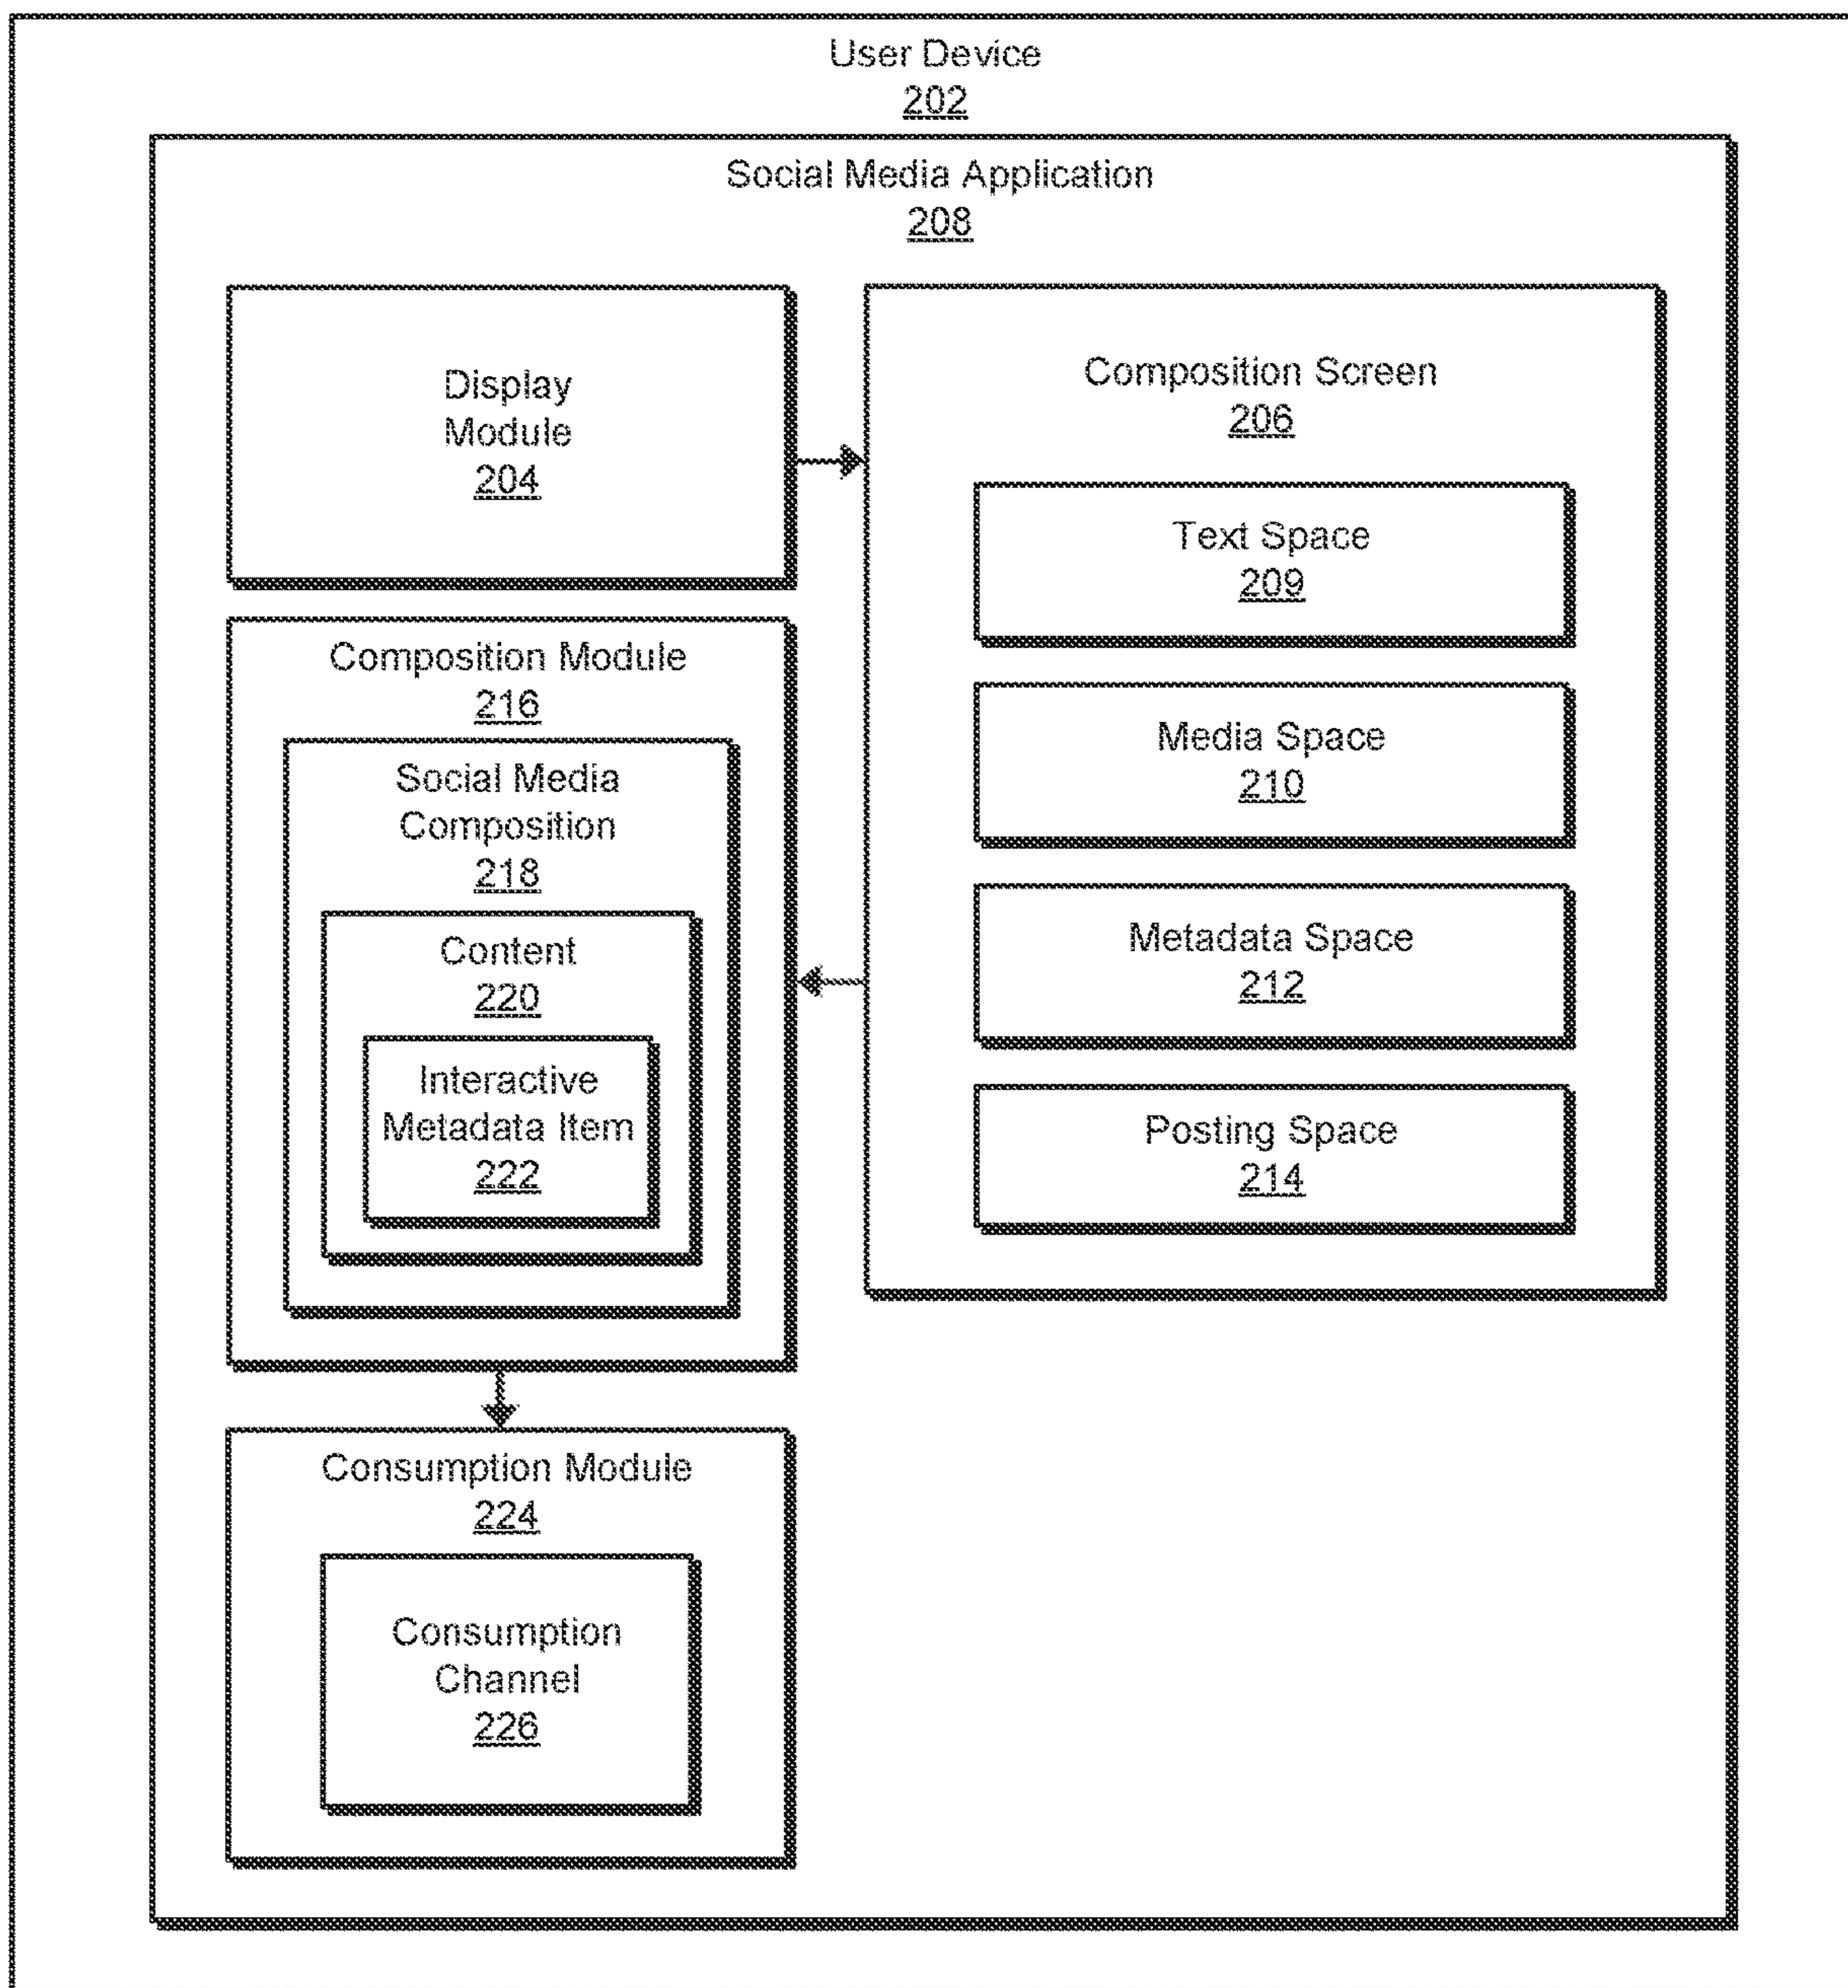 User Device
202
Social Media Application
208
Display
Module
204
Composition Screen
206
Text Space
209
Media Space
210
Metadata Space
212
Posting Space
214
Composition Module
216
Social Media
Composition
218
Content
220
Interactive
Metadata Item
222
Consumption Module
224
Consumption
Channel
226